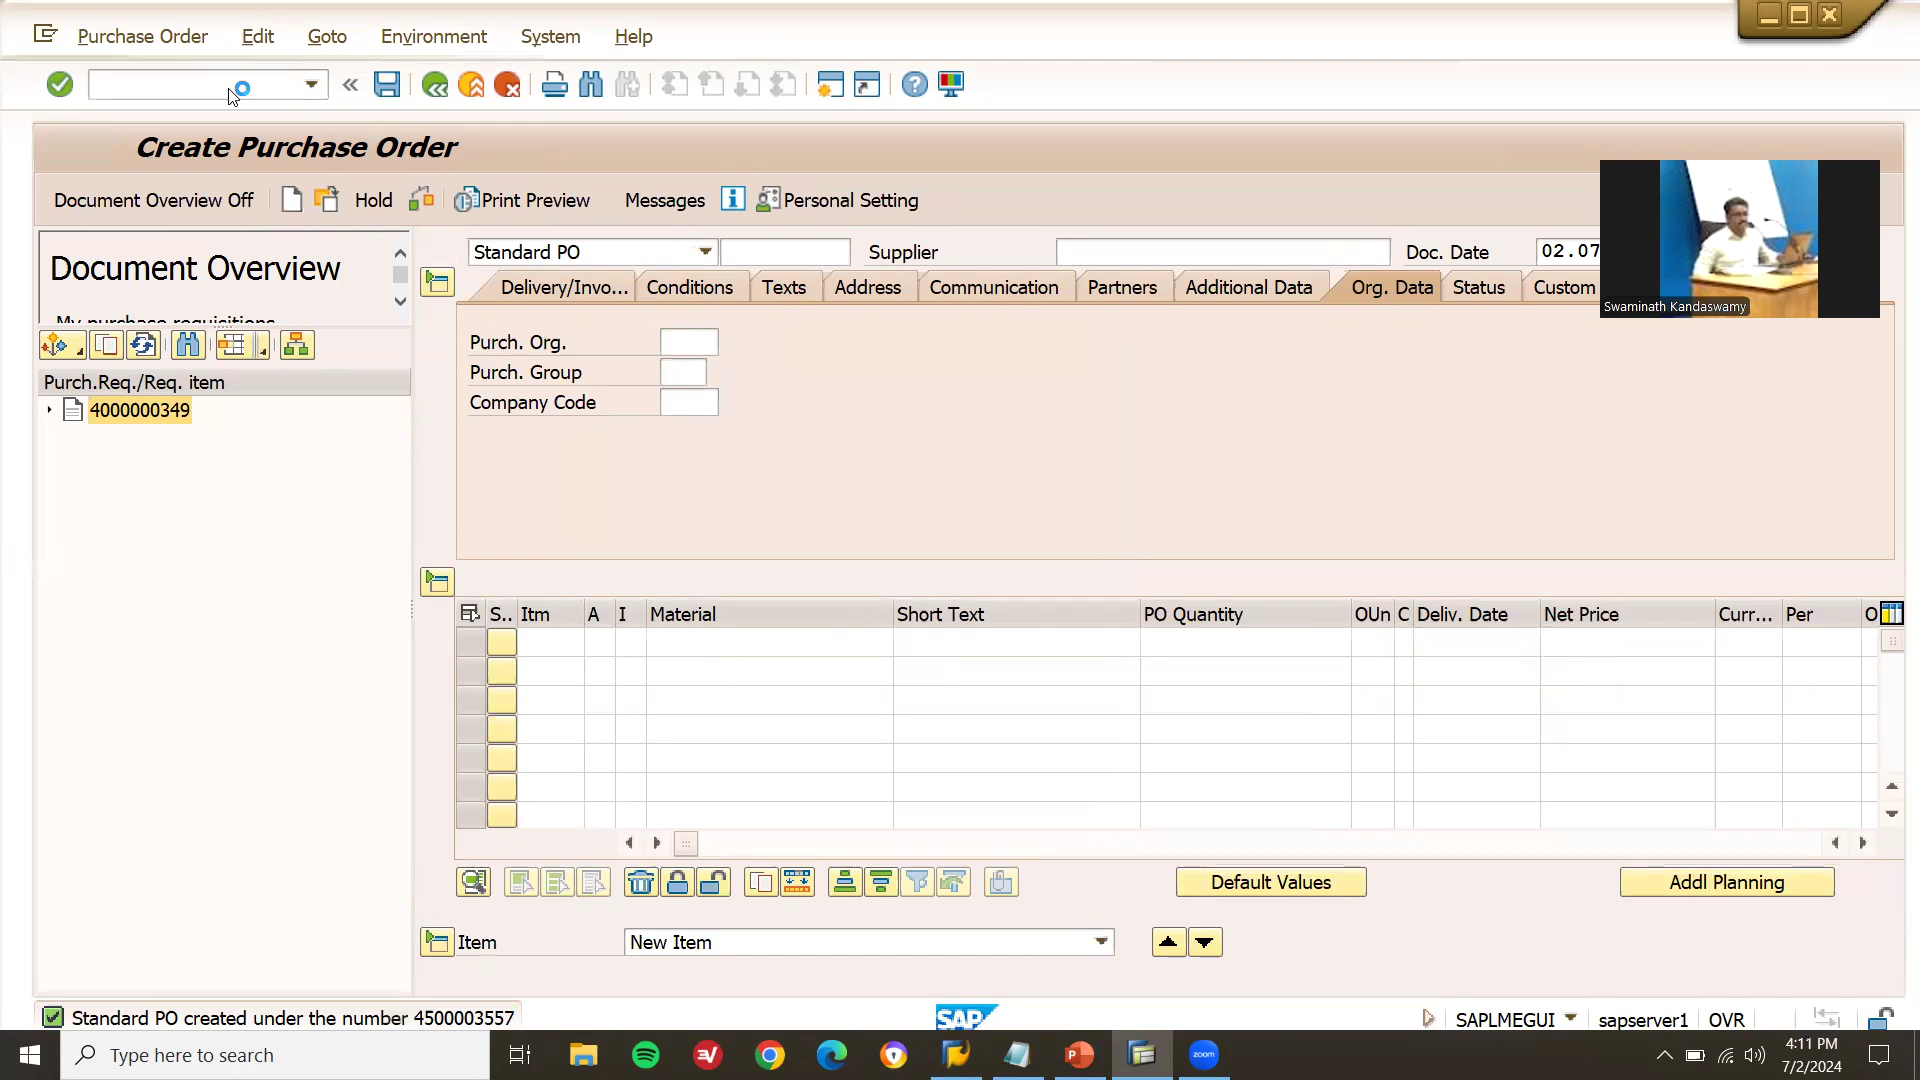 Purchase Order Edit Goto Environment System Help
Create Purchase Order
Document Overview Off Hold Print Preview Messages Personal Setting
Document Overview
Standard PO Supplier Doc. Date 02.07
Delivery/Invo... Conditions Texts Address Communication Partners Additional Data Org. Data Status Custom
Swaminath Kandaswamy
My purchase requisitions
Purch. Org.
Purch. Group
Purch.Req./Req. item
Company Code
4000000349
S.. Itm A I Material Short Text PO Quantity OUn C Deliv. Date Net Price Curr... Per O
Default Values Addl Planning
Item New Item
Standard PO created under the number 4500003557
SAP SAPLMEGUI sapserver1 OVR
Type here to search
zoom
4:11 PM
7/2/2024